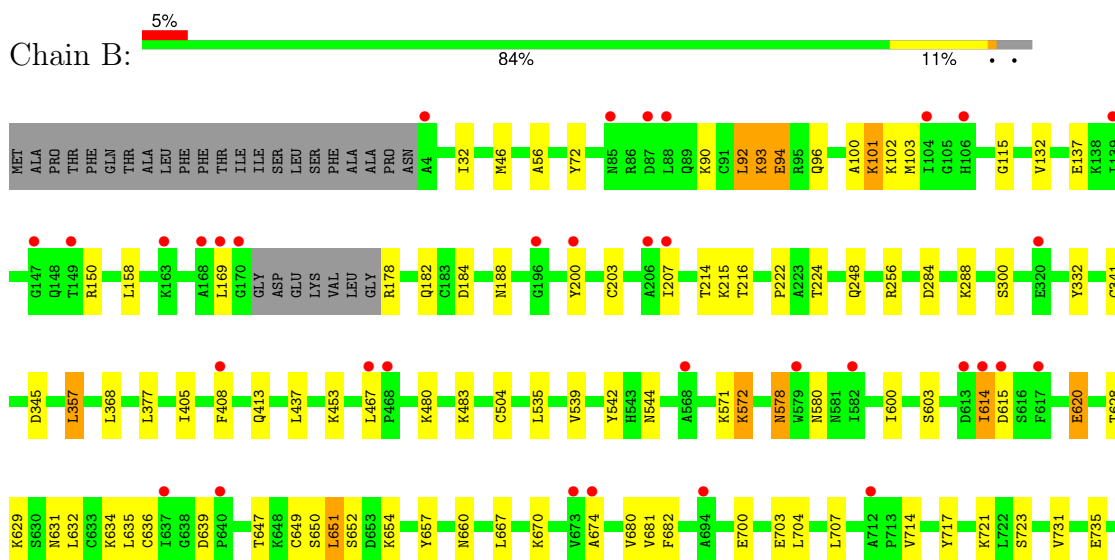 5%
Chain B:
84% 11% • •
MET ALA PRO THR PHE GLN THR ALA LEU PHE PHE THR ILE ILE SER LEU SER PHE ALA ALA PRO ASN A4 I32 M46 A56 Y72 N85 R86 D87 L88 Q89 K90 C91 L92 K93 E94 R95 Q96 A100 K101 K102 M103 I104 G105 H106 G115 V132 E137 K138 I139
G147 Q148 T149 R150 L158 K163 A168 L169 G170 GLY ASP GLU LYS VAL LEU GLY R178 Q182 C183 D184 N188 G196 Y200 C203 A206 I207 T214 K215 T216 P222 A223 T224 Q248 R256 D284 K288 S300 E320 Y332 C341
D345 L357 L368 L377 I405 F408 Q413 L437 K453 L467 P468 K480 K483 C504 L535 V539 Y542 H543 N544 A568 K571 K572 N578 W579 N580 N581 I582 I600 S603 D613 I614 D615 S616 F617 E620 T628
K629 S630 N631 L632 C633 K634 L635 C636 I637 G638 D639 P640 T647 K648 C649 S650 L651 S652 D653 K654 Y657 N660 L667 K670 V673 A674 V680 V681 F682 A694 E700 E703 L704 L707 A712 P713 V714 Y717 K721 L722 S723 V731 E735